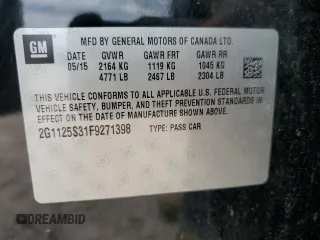 GM
MFD BY GENERAL MOTORS OF CANADA LTD.
GVWR GAWR FRT GAWR RR
05/15 2164 KG 1119 KG 1045 KG
4771 LB 2467 LB 2304 LB
THIS VEHICLE CONFORMS TO ALL APPLICABLE U.S. FEDERAL MOTOR
VEHICLE SAFETY, BUMPER, AND THEFT PREVENTION STANDARDS IN
EFFECT ON THE DATE OF MANUFACTURE SHOWN ABOVE.
2G1125S31F9271398 TYPE: PASS CAR
DREAMBID